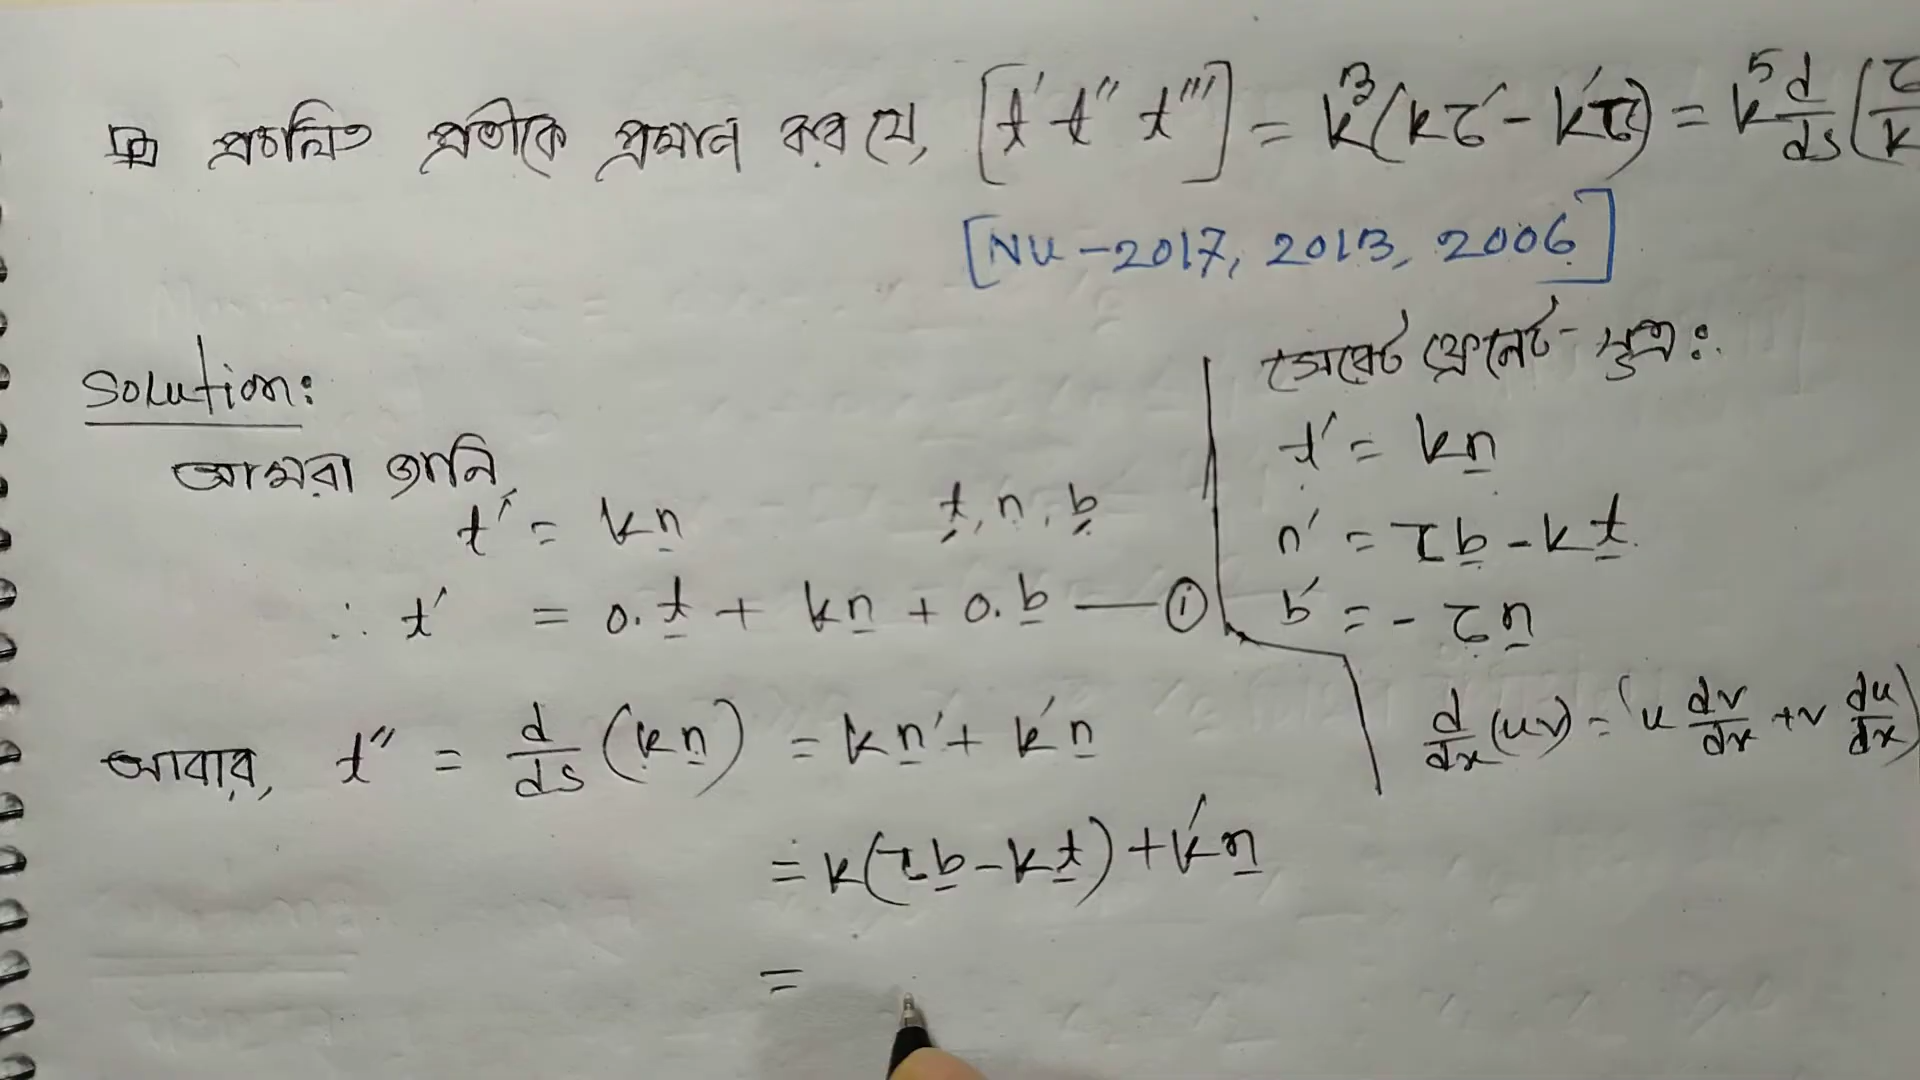 প্রচলিত প্রতীকে প্রমান কর যে, [t′ t″ t‴] = k³(kτ′ - k′τ) = k⁵ d/ds (τ/k
[NU-2017, 2013, 2006]
Solution:
আমরা জানি,
t′ = kn
t, n, b
∴ t′ = 0.t + kn + 0.b — ①
আবার, t″ = d/ds (kn) = kn′ + k′n
= k(τb - kt) + k′n
=
সেরেট ফ্রেনেট সূত্র:
t′ = kn
n′ = τb - kt
b′ = - τn
d/dx (uv) = (u dv/dx + v du/dx)